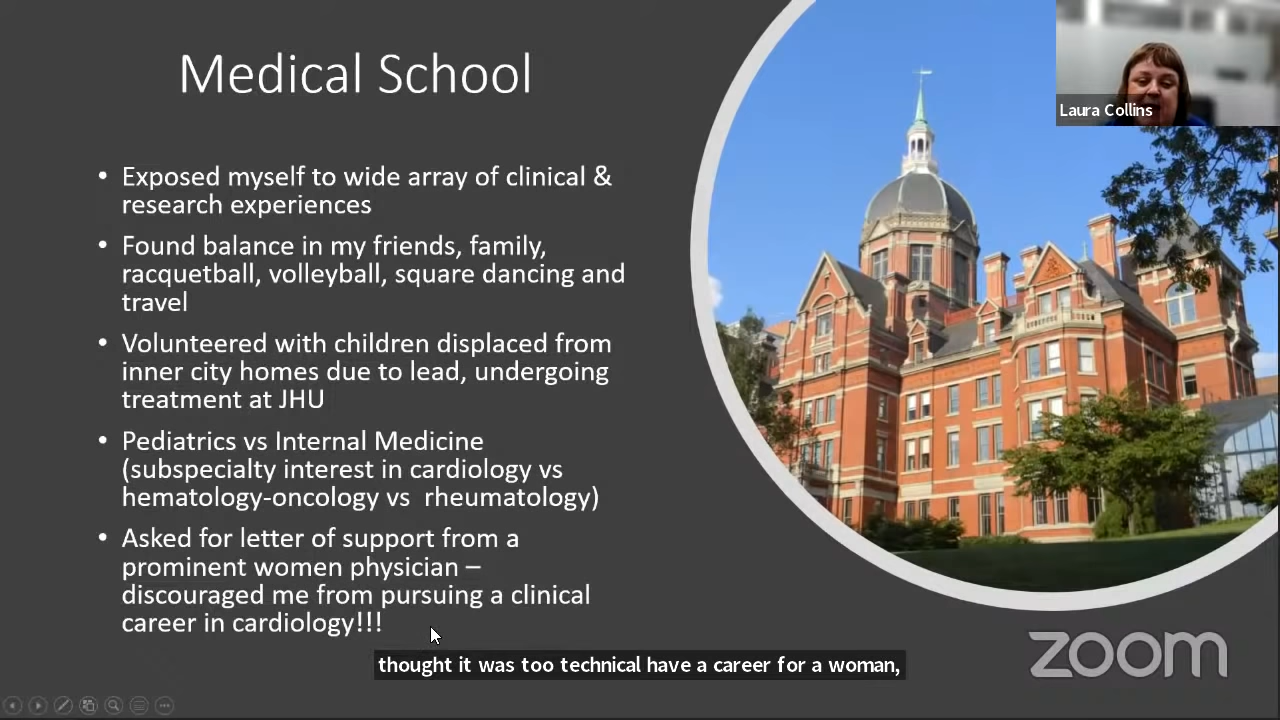 Medical School
Laura Collins
• Exposed myself to wide array of clinical &
research experiences
• Found balance in my friends, family,
racquetball, volleyball, square dancing and
travel
• Volunteered with children displaced from
inner city homes due to lead, undergoing
treatment at JHU
• Pediatrics vs Internal Medicine
(subspecialty interest in cardiology vs
hematology-oncology vs  rheumatology)
• Asked for letter of support from a
prominent women physician –
discouraged me from pursuing a clinical
career in cardiology!!!
thought it was too technical have a career for a woman,
zoom